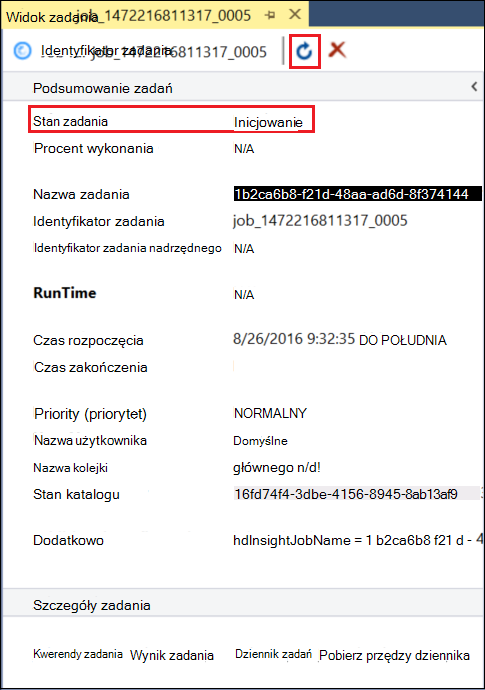 Widok zadania job_1472216811317_0005
Identyfikator zadania job_1472216811317_0005
Podsumowanie zadań
Stan zadania Inicjowanie
Procent wykonania N/A
Nazwa zadania 1b2ca6b8-f21d-48aa-ad6d-8f374144
Identyfikator zadania job_1472216811317_0005
Identyfikator zadania nadrzędnego N/A
RunTime N/A
Czas rozpoczęcia 8/26/2016 9:32:35 DO POŁUDNIA
Czas zakończenia
Priority (priorytet) NORMALNY
Nazwa użytkownika Domyślne
Nazwa kolejki głównego n/d!
Stan katalogu 16fd74f4-3dbe-4156-8945-8ab13af9
Dodatkowo hdInsightJobName = 1 b2ca6b8 f21 d - 4
Szczegóły zadania
Kwerendy zadania Wynik zadania Dziennik zadań Pobierz przędzy dziennika